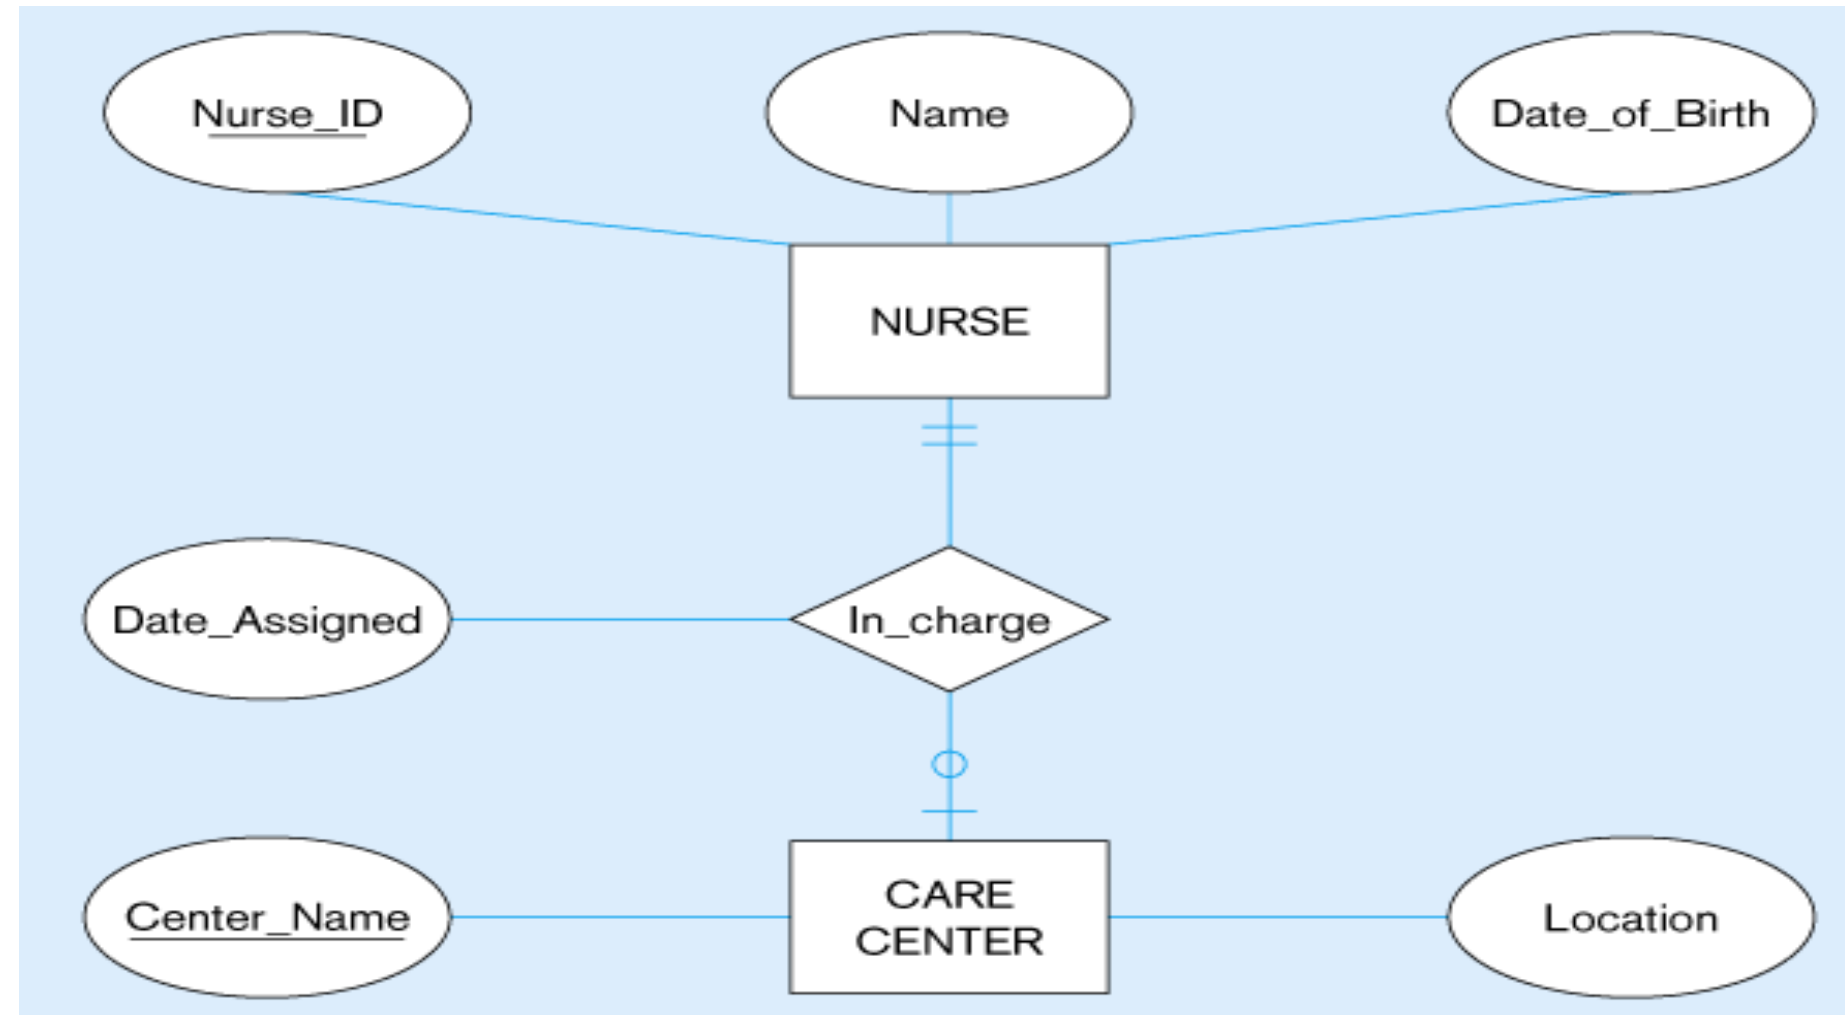 Nurse_ID
Name
Date_of_Birth
NURSE
Date_Assigned
In_charge
Center_Name
CARE
CENTER
Location